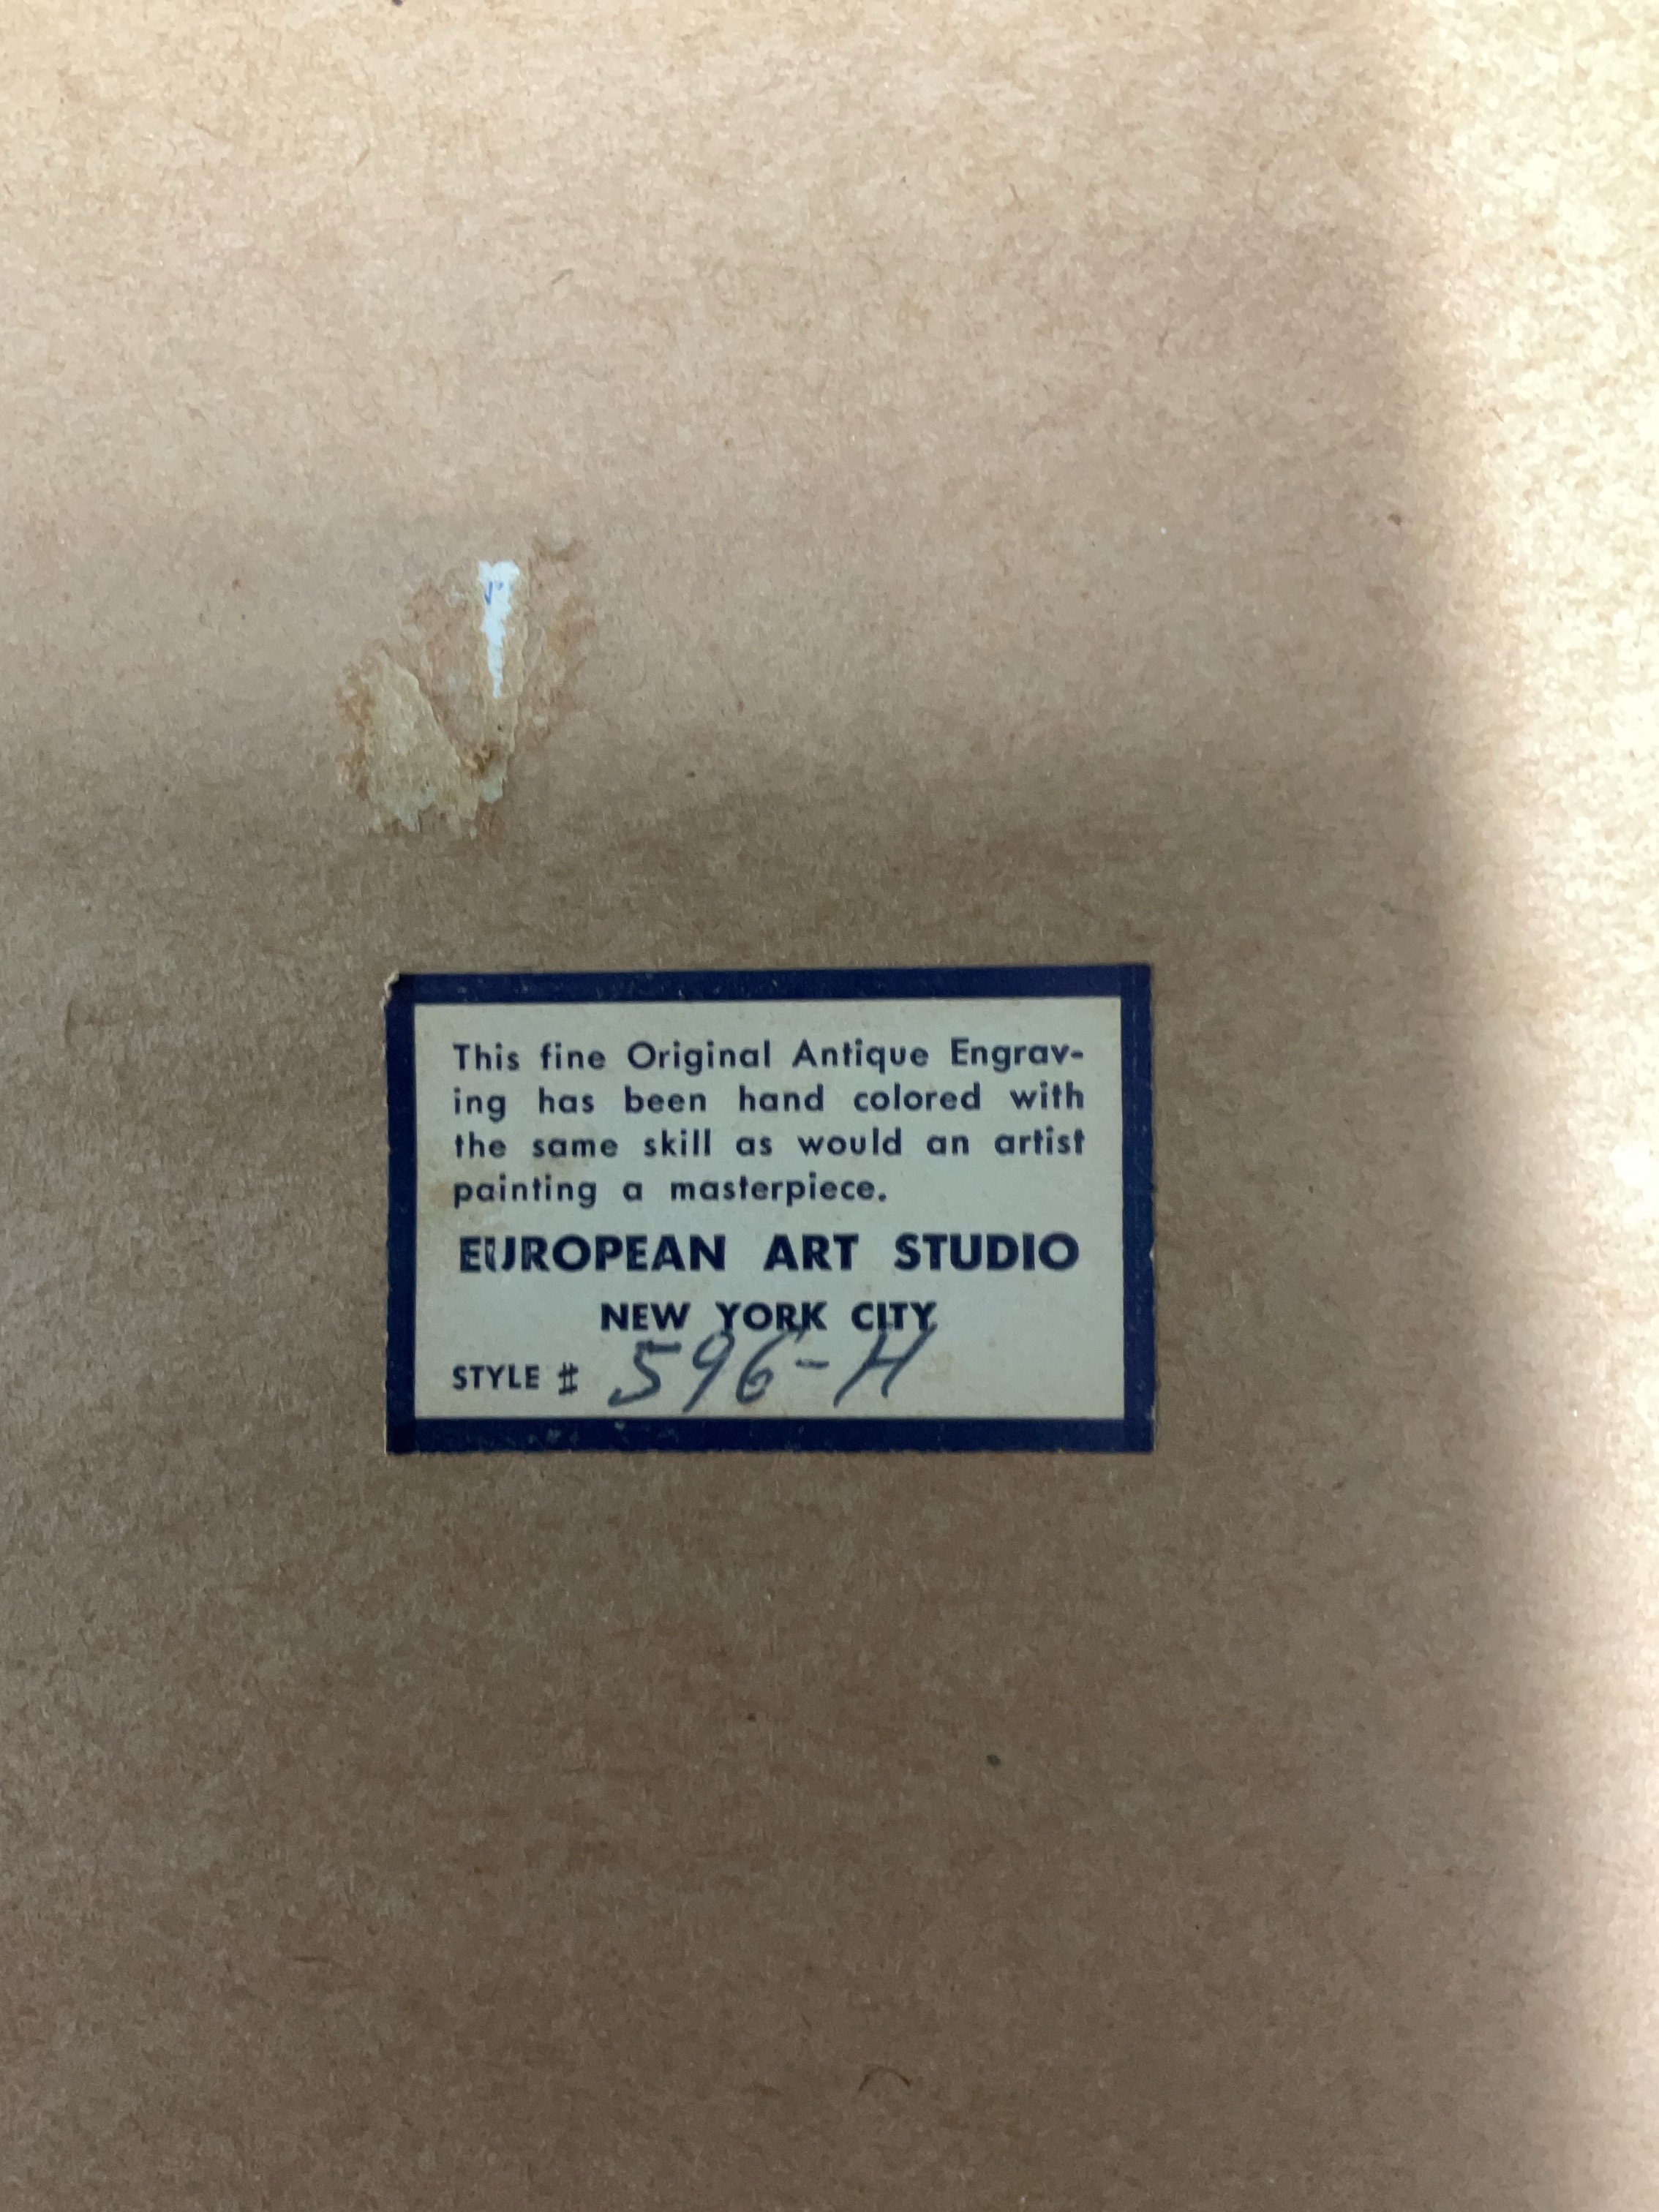 This fine Original Antique Engrav-
ing has been hand colored with
the same skill as would an artist
painting a masterpiece.
EUROPEAN ART STUDIO
NEW YORK CITY
STYLE # 596-H